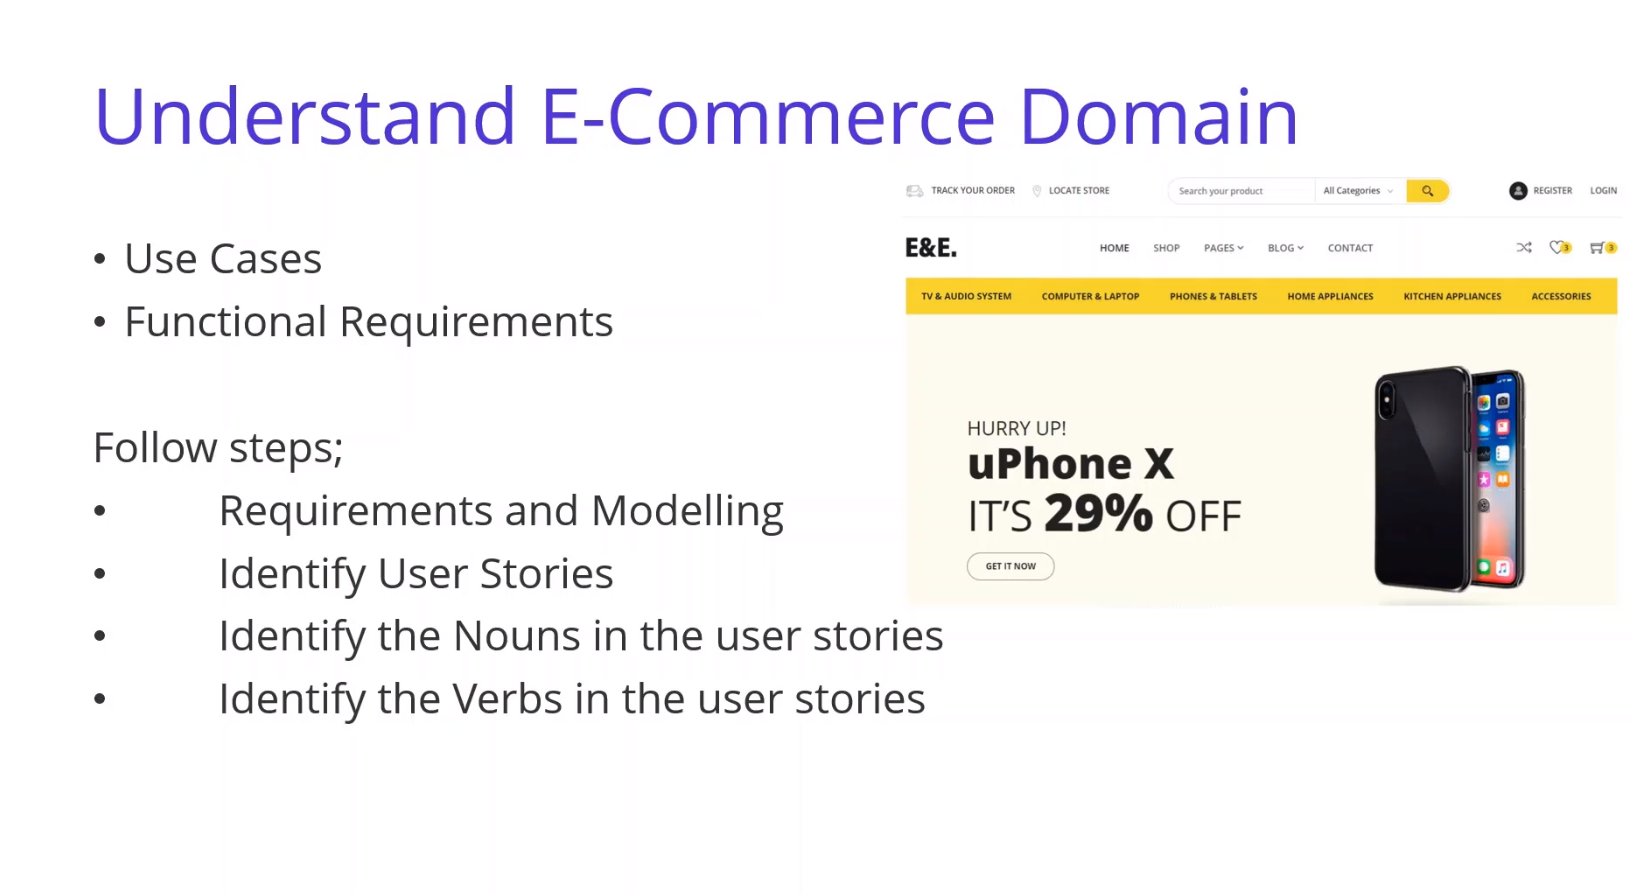 Understand E-Commerce Domain
• Use Cases
• Functional Requirements
Follow steps;
• Requirements and Modelling
• Identify User Stories
• Identify the Nouns in the user stories
• Identify the Verbs in the user stories
TRACK YOUR ORDER LOCATE STORE Search your product All Categories REGISTER LOGIN
E&E. HOME SHOP PAGES BLOG CONTACT 3 3
TV & AUDIO SYSTEM COMPUTER & LAPTOP PHONES & TABLETS HOME APPLIANCES KITCHEN APPLIANCES ACCESSORIES
HURRY UP!
uPhone X
IT'S 29% OFF
GET IT NOW